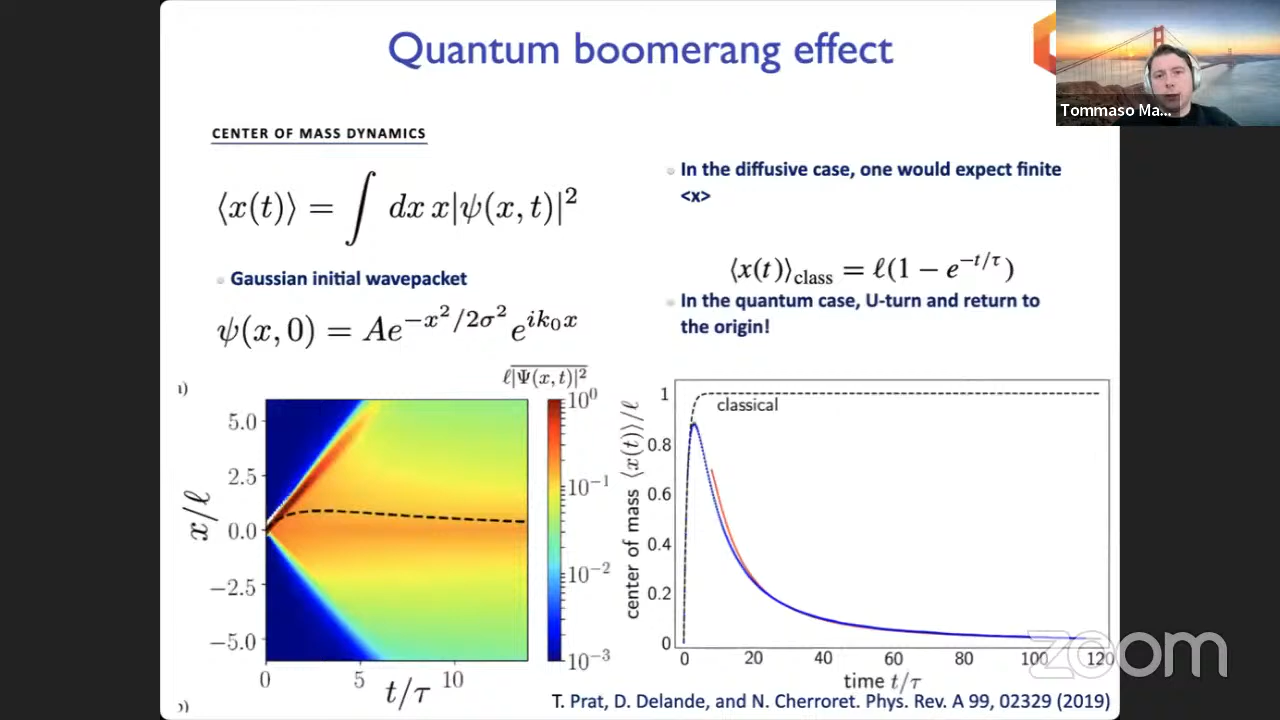 Quantum boomerang effect
Tommaso Ma...
CENTER OF MASS DYNAMICS
⟨x(t)⟩ = ∫ dx x|ψ(x, t)|²
Gaussian initial wavepacket
ψ(x, 0) = Ae^{-x²/2σ²} e^{ik₀x}
In the diffusive case, one would expect finite
<x>
⟨x(t)⟩class = ℓ(1 − e^{−t/τ})
In the quantum case, U-turn and return to
the origin!
ℓ|Ψ(x, t)|²
x/ℓ
5.0
2.5
0.0
−2.5
−5.0
0
5
10
t/τ
10⁰
10⁻¹
10⁻²
10⁻³
center of mass ⟨x(t)⟩/ℓ
1
0.8
0.6
0.4
0.2
0
classical
0 20 40 60 80 100 120
time t/τ
T. Prat, D. Delande, and N. Cherroret. Phys. Rev. A 99, 02329 (2019)
zoom